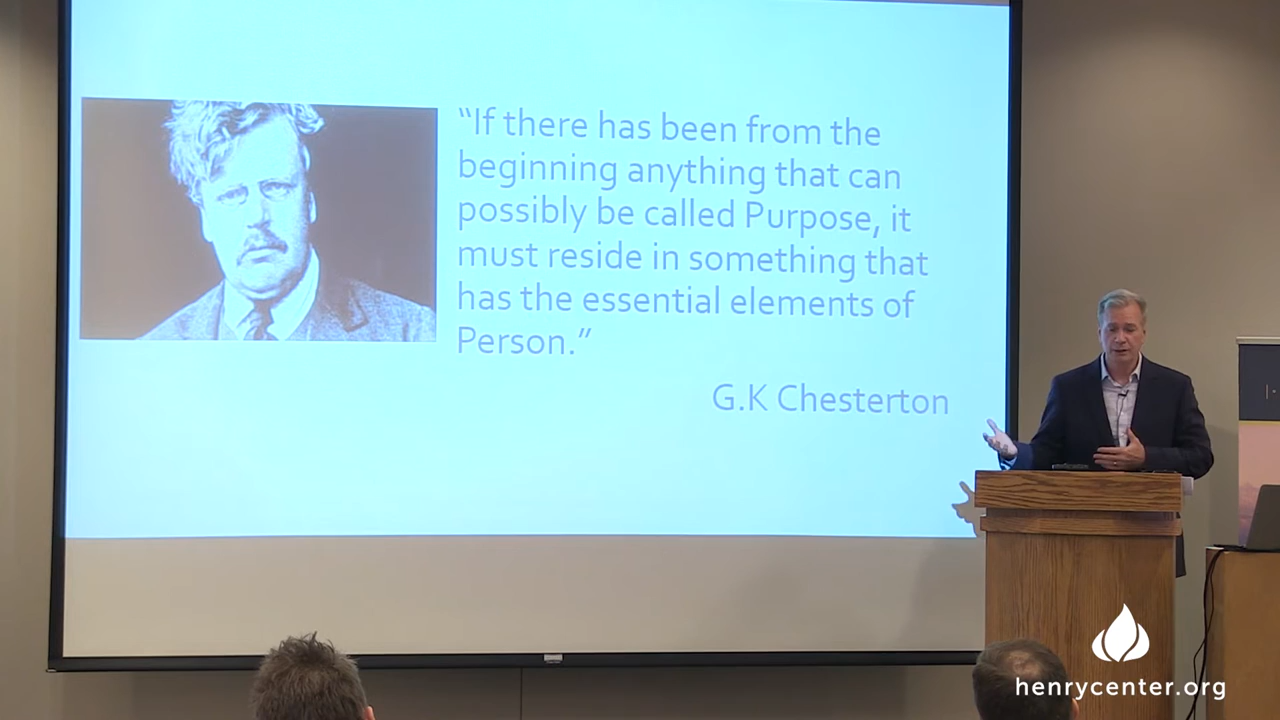 “If there has been from the
beginning anything that can
possibly be called Purpose, it
must reside in something that
has the essential elements of
Person.”
G.K Chesterton
henrycenter.org